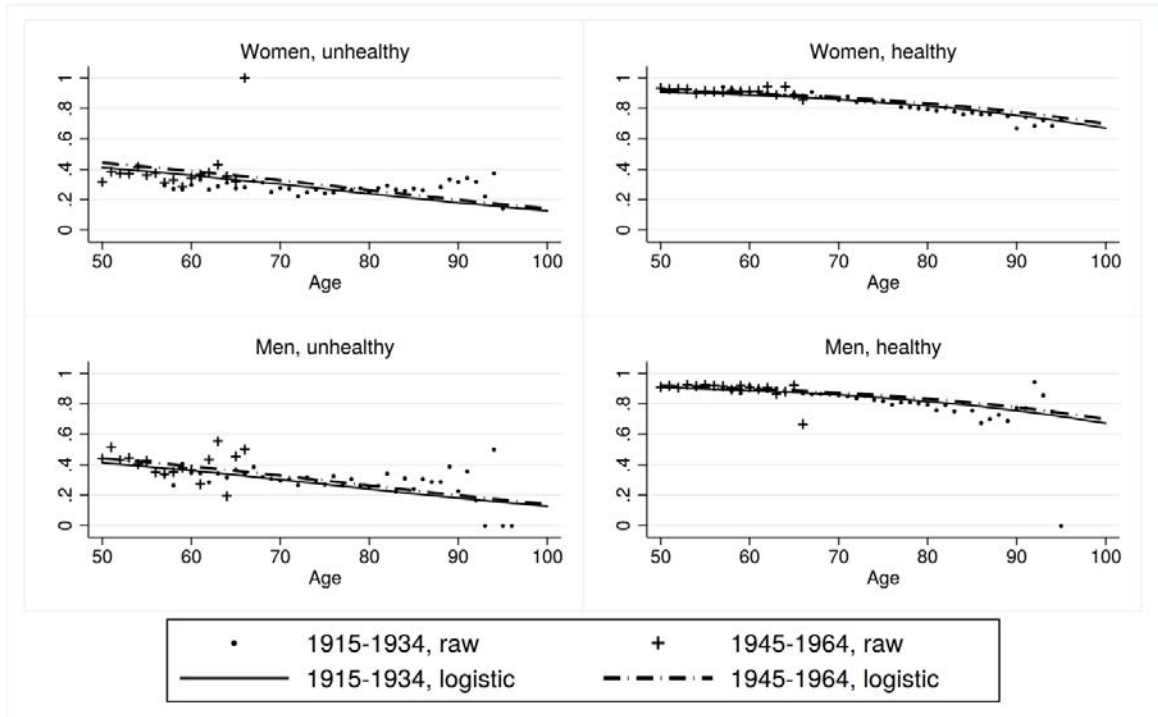 Women, unhealthy
1
.8
.6
.4
.2
0
50 60 70 80 90 100
Age
Women, healthy
1
.8
.6
.4
.2
0
50 60 70 80 90 100
Age
Men, unhealthy
1
.8
.6
.4
.2
0
50 60 70 80 90 100
Age
Men, healthy
1
.8
.6
.4
.2
0
50 60 70 80 90 100
Age
1915-1934, raw
1945-1964, raw
1915-1934, logistic
1945-1964, logistic